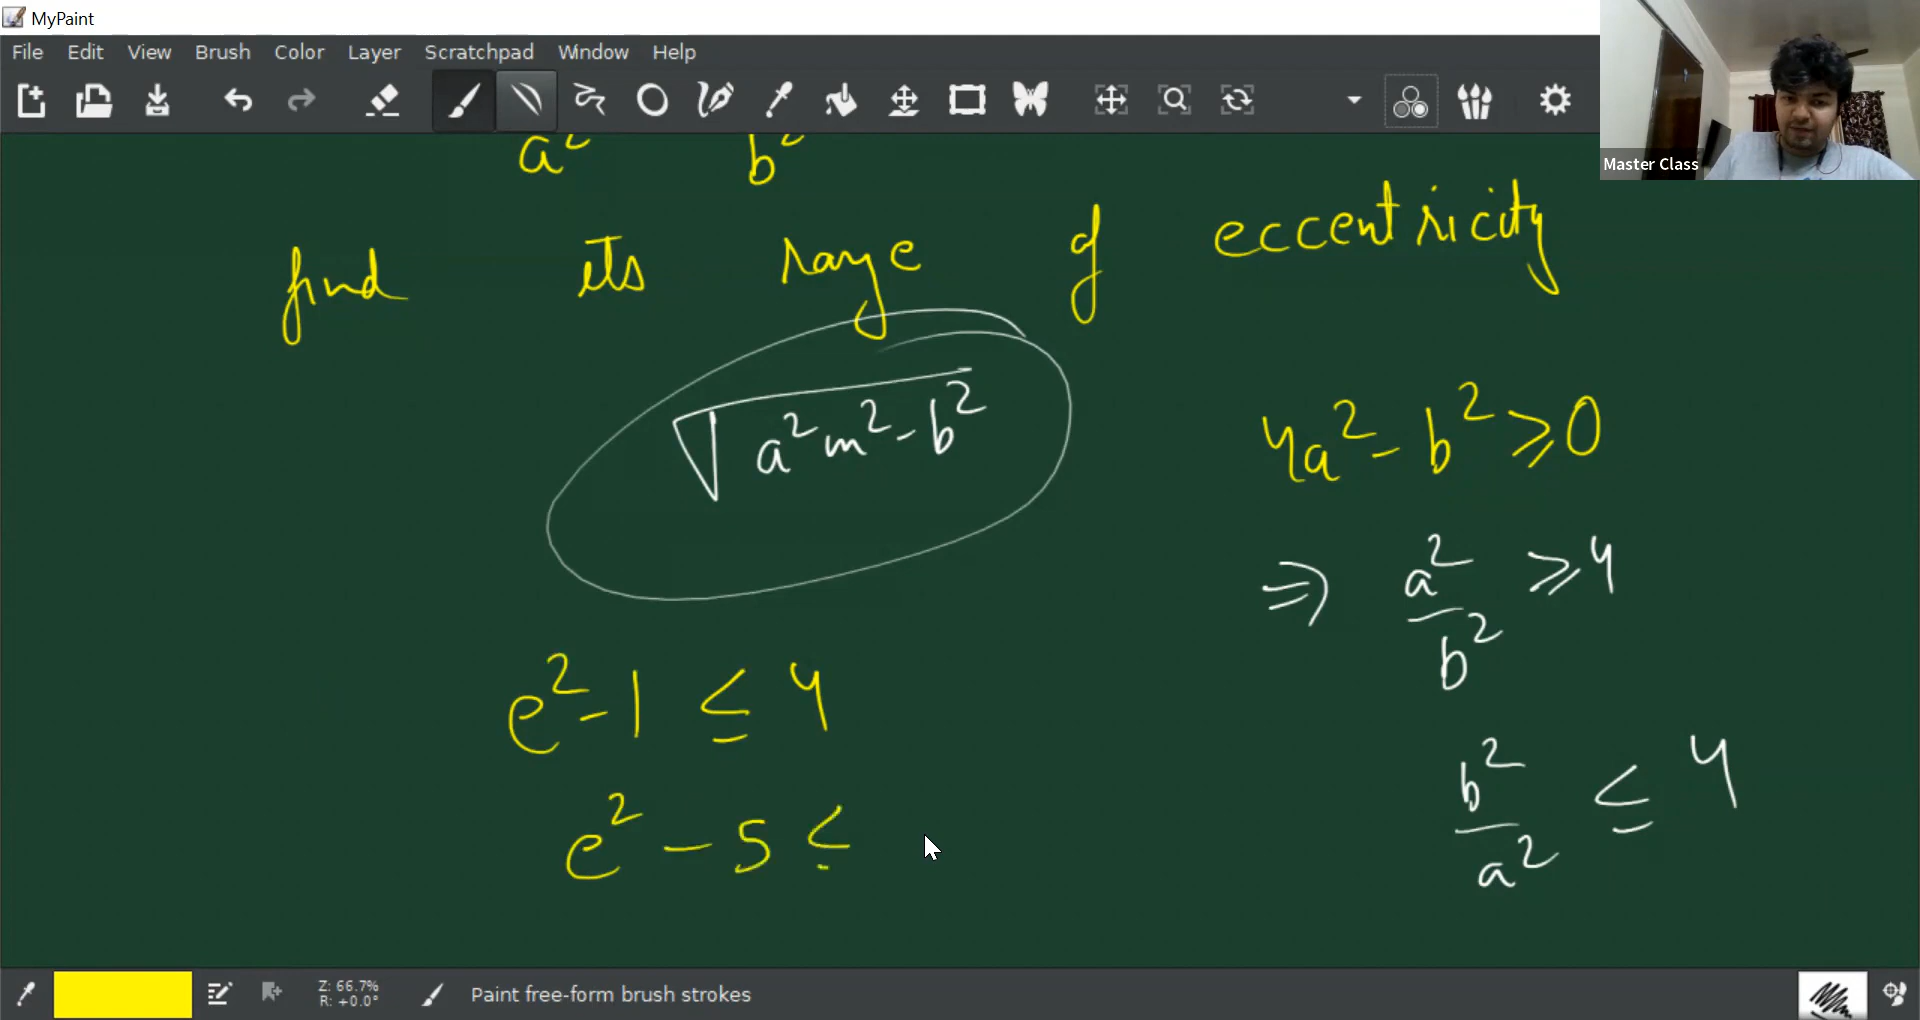 MyPaint
File Edit View Brush Color Layer Scratchpad Window Help
Master Class
a² b²
find its range of eccentricity
√a²m²-b²
4a²-b²≥0
⇒ a²/b² ≥4
e²-1 ≤ 4
b²/a² ≤ 4
e² - 5 ≤
Z: 66.7%
R: +0.0°
Paint free-form brush strokes